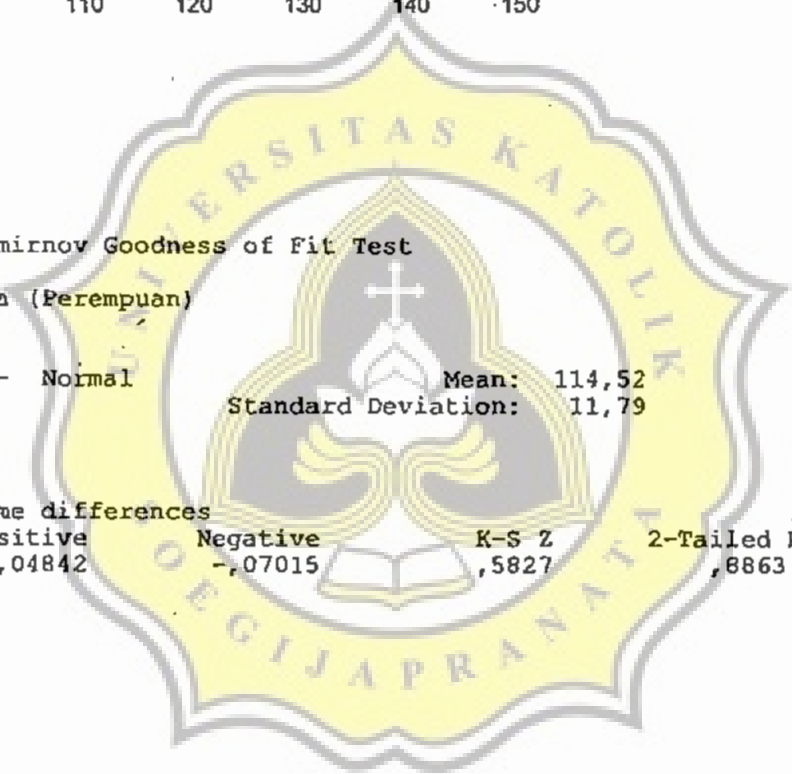 110 120 130 140 150
mirnov Goodness of Fit Test
a (Perempuan)
- Normal Mean: 114,52
Standard Deviation: 11,79
me differences
sitive Negative K-S Z 2-Tailed P
,04842 -,07015 ,5827 ,8863
UNIVERSITAS KATOLIK
SOEGIJAPRANATA